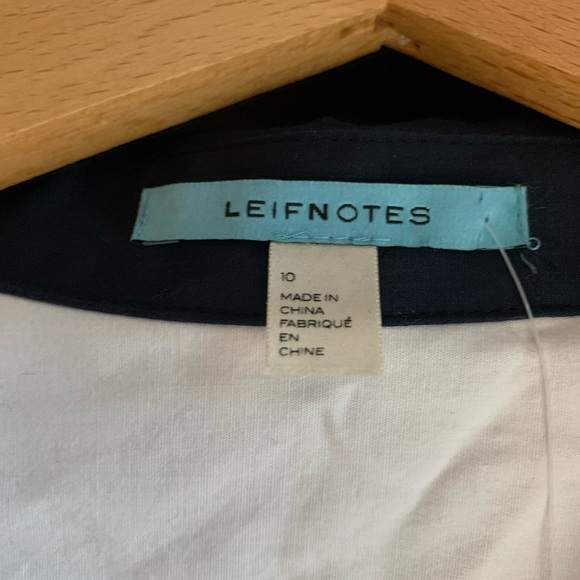 LEIFNOTES
10
MADE IN
CHINA
FABRIQUÉ
EN
CHINE